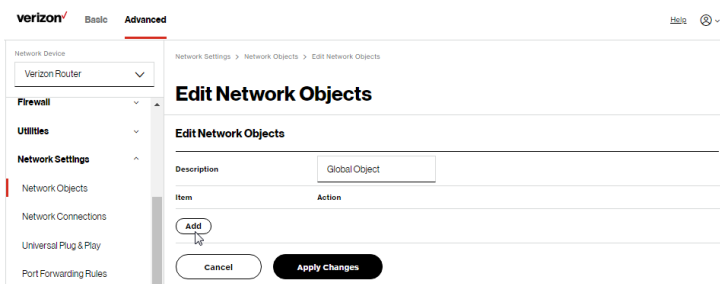 verizon✓ Basic Advanced Help
Network Device
Verizon Router
Firewall
Utilities
Network Settings
Network Objects
Network Connections
Universal Plug & Play
Port Forwarding Rules
Network Settings > Network Objects > Edit Network Objects
Edit Network Objects
Edit Network Objects
Description Global Object
Item Action
Add
Cancel Apply Changes